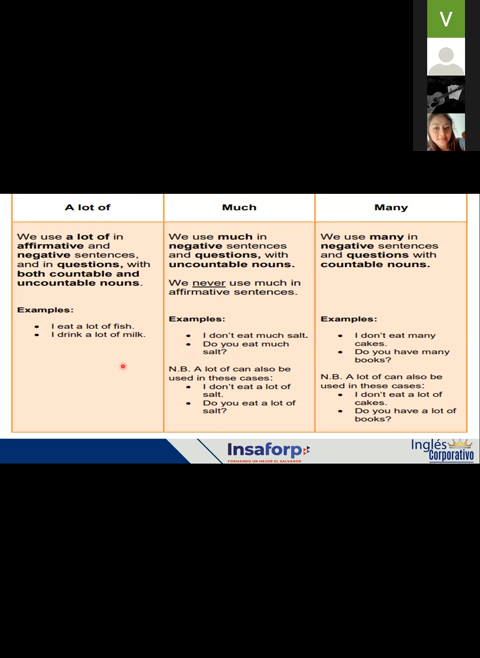 V
A lot of
We use a lot of in
affirmative and
negative sentences,
and in questions, with
both countable and
uncountable nouns.
Examples:
I eat a lot of fish.
I drink a lot of milk.
Much
We use much in
negative sentences
and questions, with
uncountable nouns.
We never use much in
affirmative sentences.
Examples:
I don't eat much salt.
Do you eat much
salt?
N.B. A lot of can also be
used in these cases:
I don't eat a lot of
salt.
Do you eat a lot of
salt?
Many
We use many in
negative sentences
and questions with
countable nouns.
Examples:
I don't eat many
cakes.
Do you have many
books?
N.B. A lot of can also be
used in these cases:
I don't eat a lot of
cakes.
Do you have a lot of
books?
Insaforp
FORMANDO UN MEJOR EL SALVADOR
Inglés
Corporativo